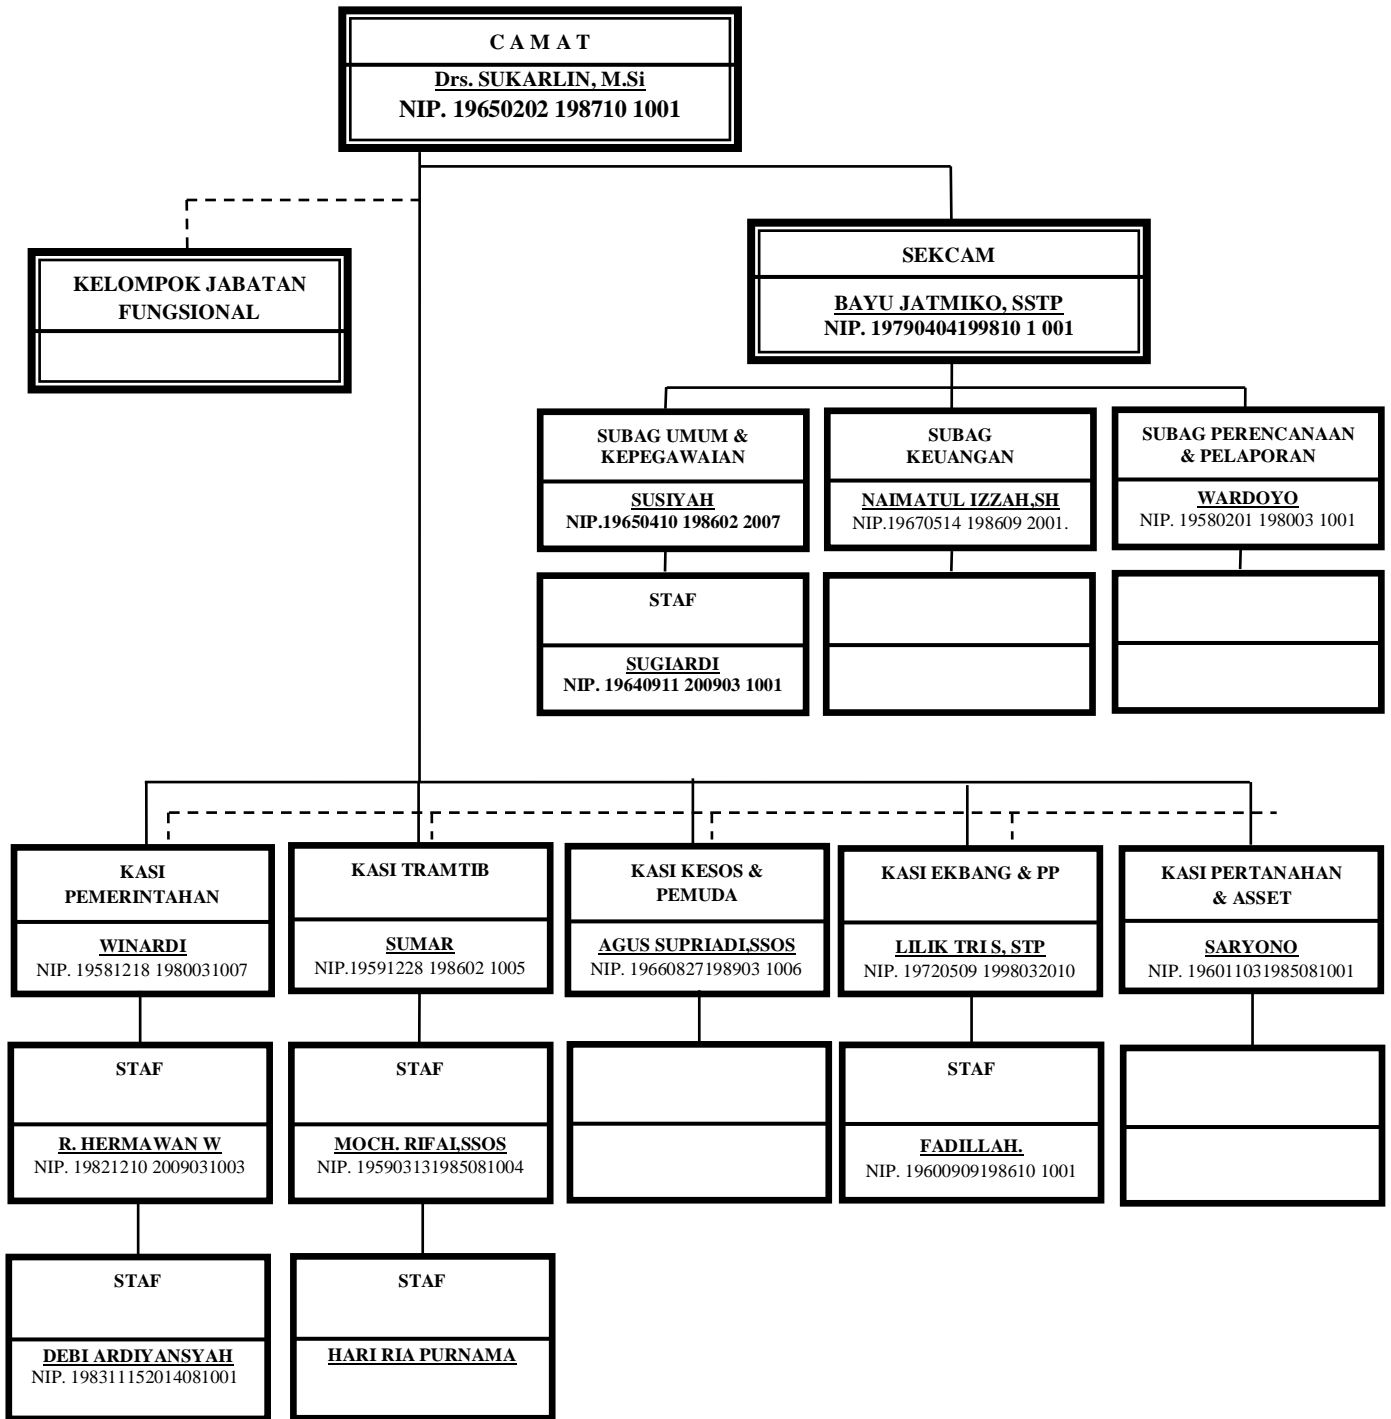 C A M A T
Drs. SUKARLIN, M.Si
NIP. 19650202 198710 1001
KELOMPOK JABATAN
FUNGSIONAL
SEKCAM
BAYU JATMIKO, SSTP
NIP. 19790404199810 1 001
SUBAG UMUM &
KEPEGAWAIAN
SUSIYAH
NIP.19650410 198602 2007
SUBAG
KEUANGAN
NAIMATUL IZZAH,SH
NIP.19670514 198609 2001.
SUBAG PERENCANAAN
& PELAPORAN
WARDOYO
NIP. 19580201 198003 1001
STAF
SUGIARDI
NIP. 19640911 200903 1001
KASI
PEMERINTAHAN
WINARDI
NIP. 19581218 1980031007
KASI TRAMTIB
SUMAR
NIP.19591228 198602 1005
KASI KESOS &
PEMUDA
AGUS SUPRIADI,SSOS
NIP. 19660827198903 1006
KASI EKBANG & PP
LILIK TRI S, STP
NIP. 19720509 1998032010
KASI PERTANAHAN
& ASSET
SARYONO
NIP. 196011031985081001
STAF
R. HERMAWAN W
NIP. 19821210 2009031003
STAF
MOCH. RIFAI,SSOS
NIP. 195903131985081004
STAF
FADILLAH.
NIP. 19600909198610 1001
STAF
DEBI ARDIYANSYAH
NIP. 198311152014081001
STAF
HARI RIA PURNAMA